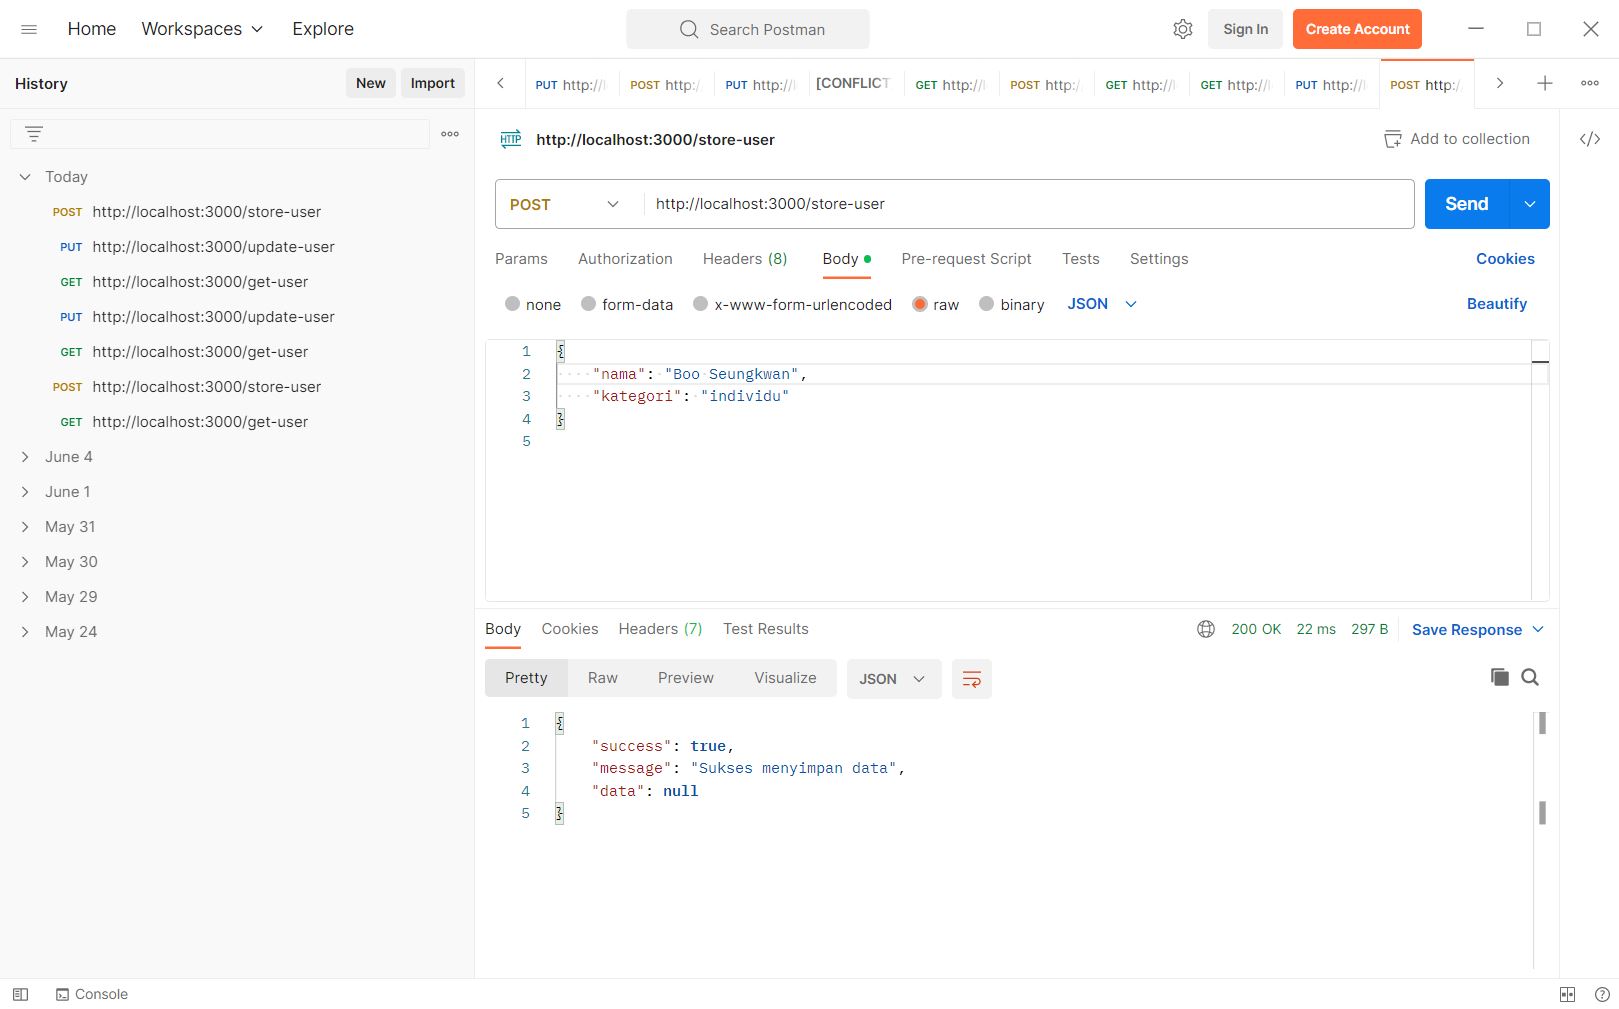 Home Workspaces Explore Search Postman Sign In Create Account
History New Import
PUT http://l POST http:/ PUT http://l [CONFLICT GET http://l POST http:/ GET http://l GET http://l PUT http://l POST http:/
HTTP http://localhost:3000/store-user Add to collection </>
Today
POST http://localhost:3000/store-user
PUT http://localhost:3000/update-user
GET http://localhost:3000/get-user
PUT http://localhost:3000/update-user
GET http://localhost:3000/get-user
POST http://localhost:3000/store-user
GET http://localhost:3000/get-user
June 4
June 1
May 31
May 30
May 29
May 24
POST http://localhost:3000/store-user Send
Params Authorization Headers (8) Body Pre-request Script Tests Settings Cookies
none form-data x-www-form-urlencoded raw binary JSON Beautify
1 {
2 "nama": "Boo Seungkwan",
3 "kategori": "individu"
4 }
5
Body Cookies Headers (7) Test Results 200 OK 22 ms 297 B Save Response
Pretty Raw Preview Visualize JSON
1 {
2 "success": true,
3 "message": "Sukses menyimpan data",
4 "data": null
5 }
Console